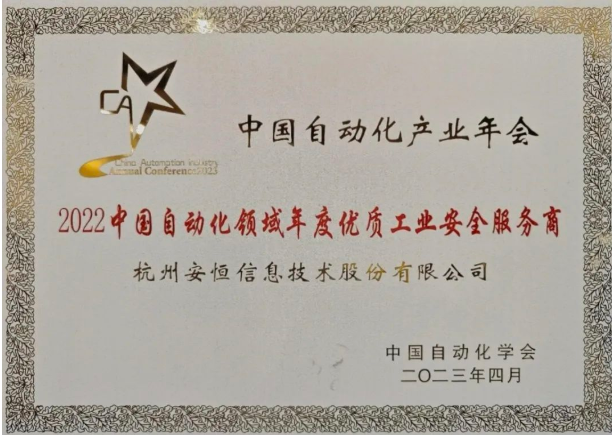 CA
中国自动化产业年会
China Automation Industry
Annual Conference2023
2022中国自动化领域年度优质工业安全服务商
杭州安恒信息技术股份有限公司
中国自动化学会
二〇二三年四月